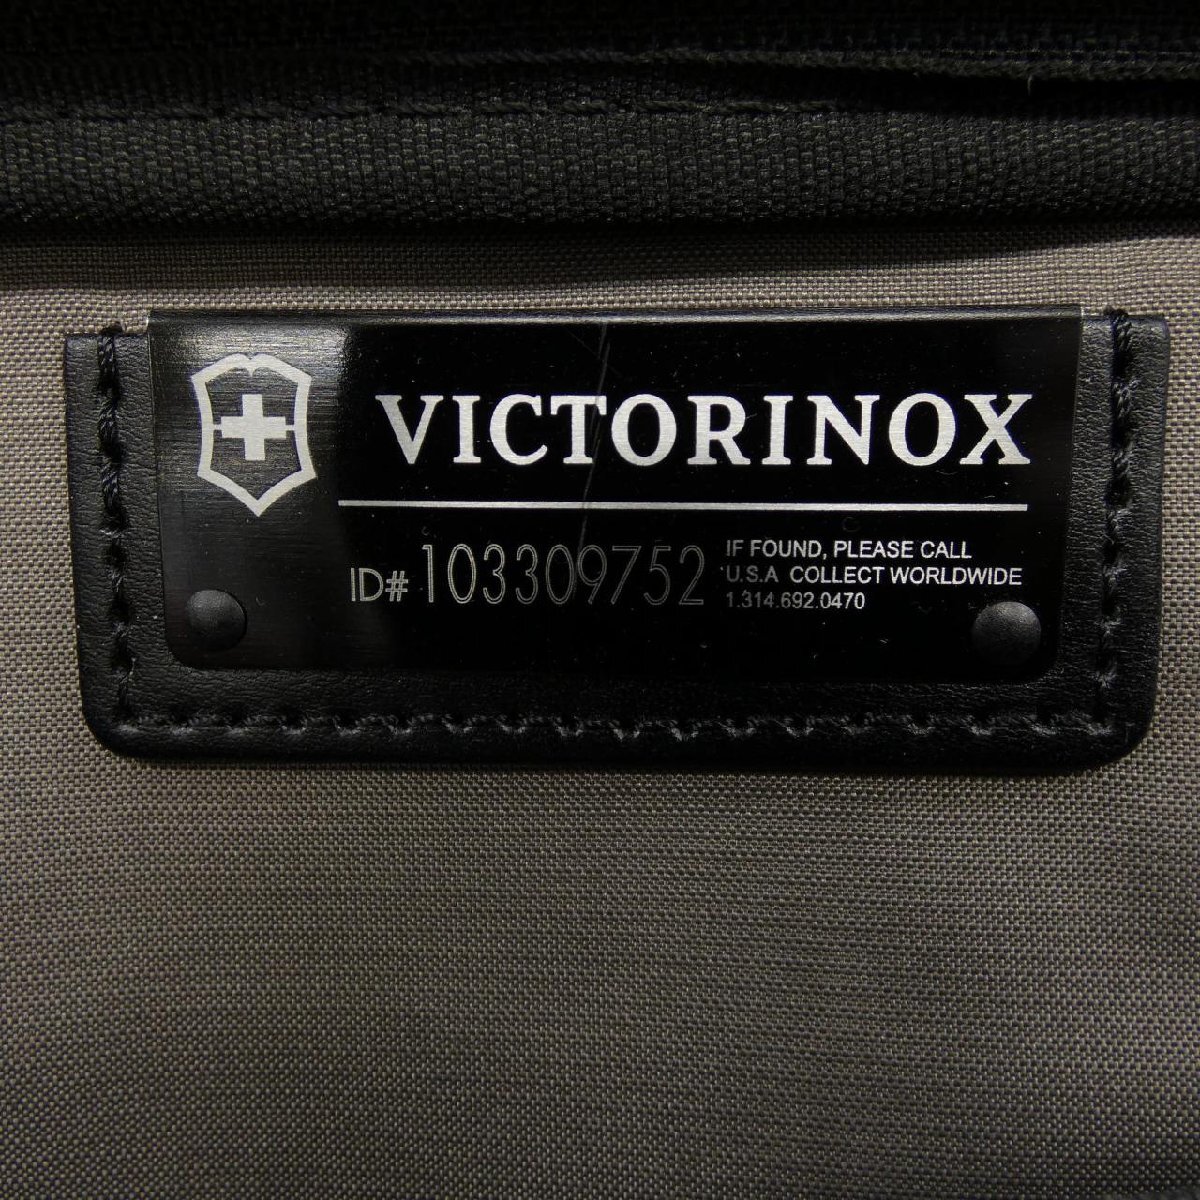 VICTORINOX
ID# 103309752
IF FOUND, PLEASE CALL
U.S.A COLLECT WORLDWIDE
1.314.692.0470